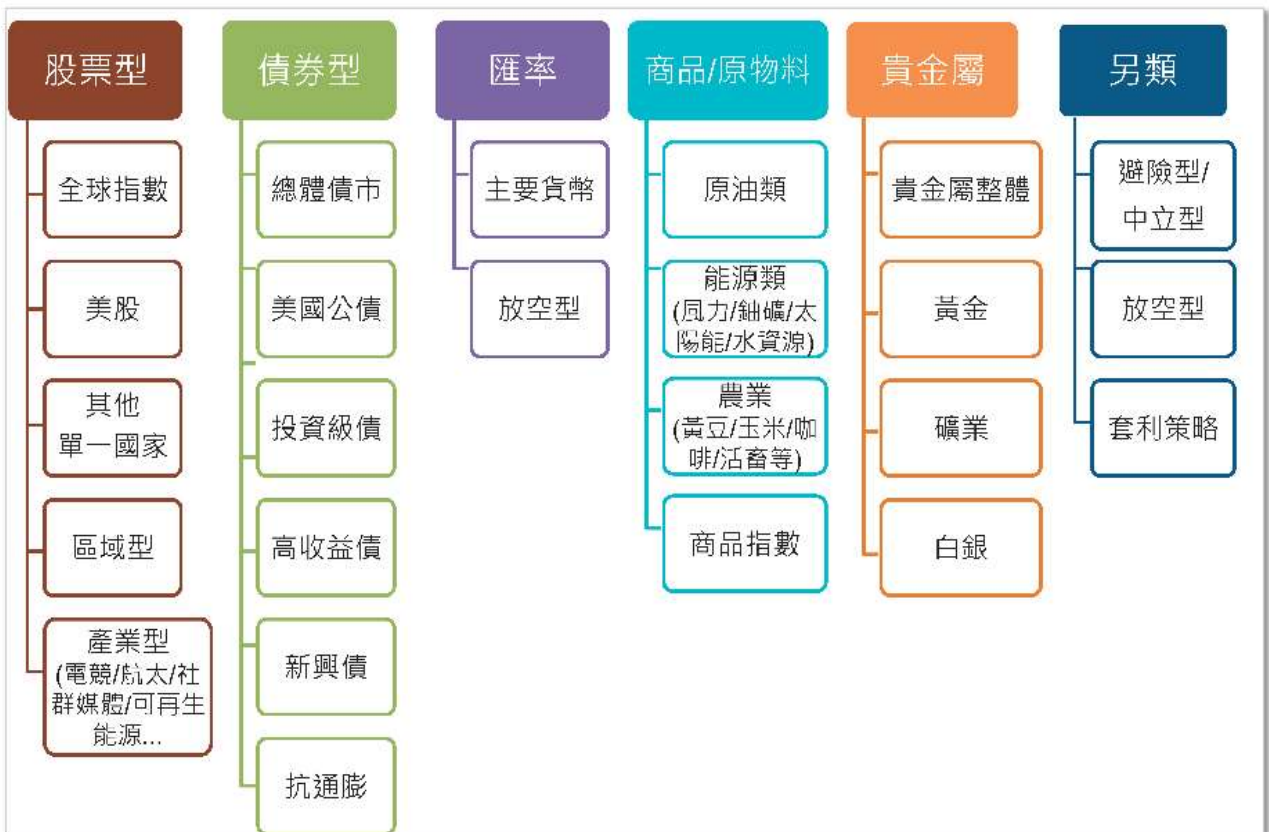 股票型
全球指數
美股
其他
單一國家
區域型
產業型
(電競/航太/社
群媒體/可再生
能源...
債券型
總體債市
美國公債
投資級債
高收益債
新興債
抗通膨
匯率
主要貨幣
放空型
商品/原物料
原油類
能源類
(風力/鈾礦/太
陽能/水資源)
農業
(黃豆/玉米/咖
啡/活畜等)
商品指數
貴金屬
貴金屬整體
黃金
礦業
白銀
另類
避險型/
中立型
放空型
套利策略